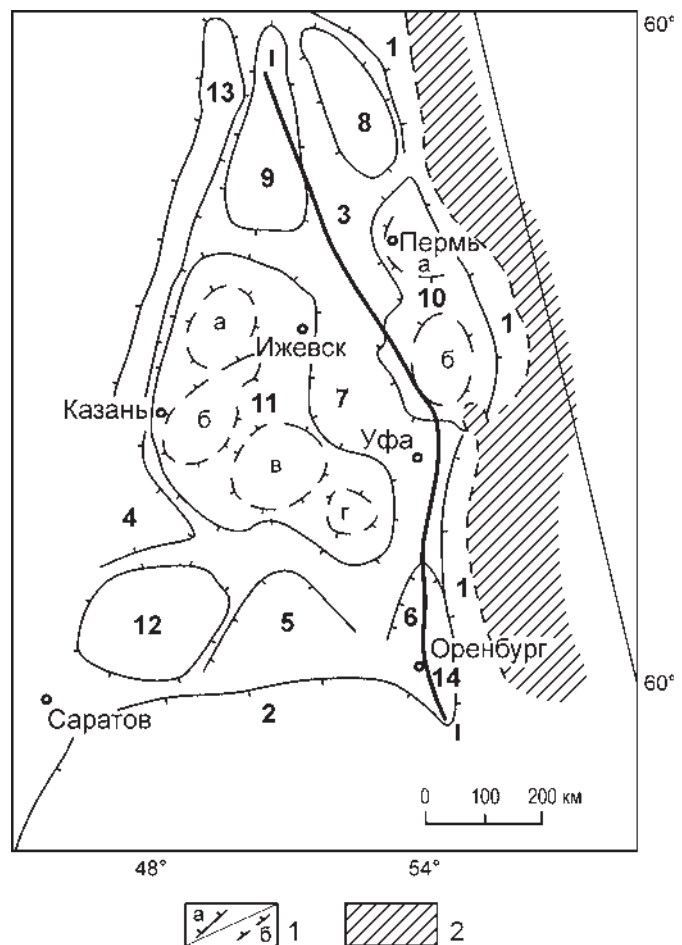 60°
I
1
13
8
9
3
Пермь
а
10
1
а
Ижевск
б
Казань
11
7
б
Уфа
в
г
4
1
12
5
6
Оренбург
14
Саратов
2
I
60°
0 100 200 км
48° 54°
а б 1 2